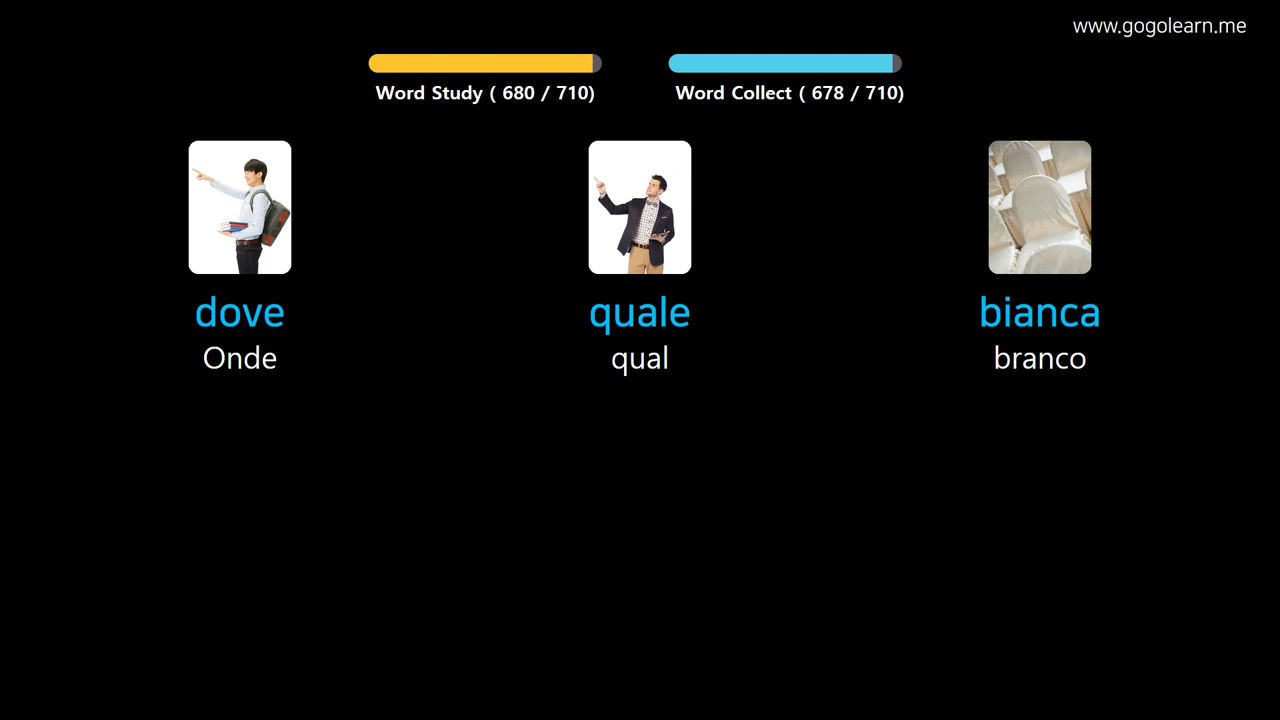 www.gogolearn.me
Word Study ( 680 / 710)
Word Collect ( 678 / 710)
dove
Onde
quale
qual
bianca
branco